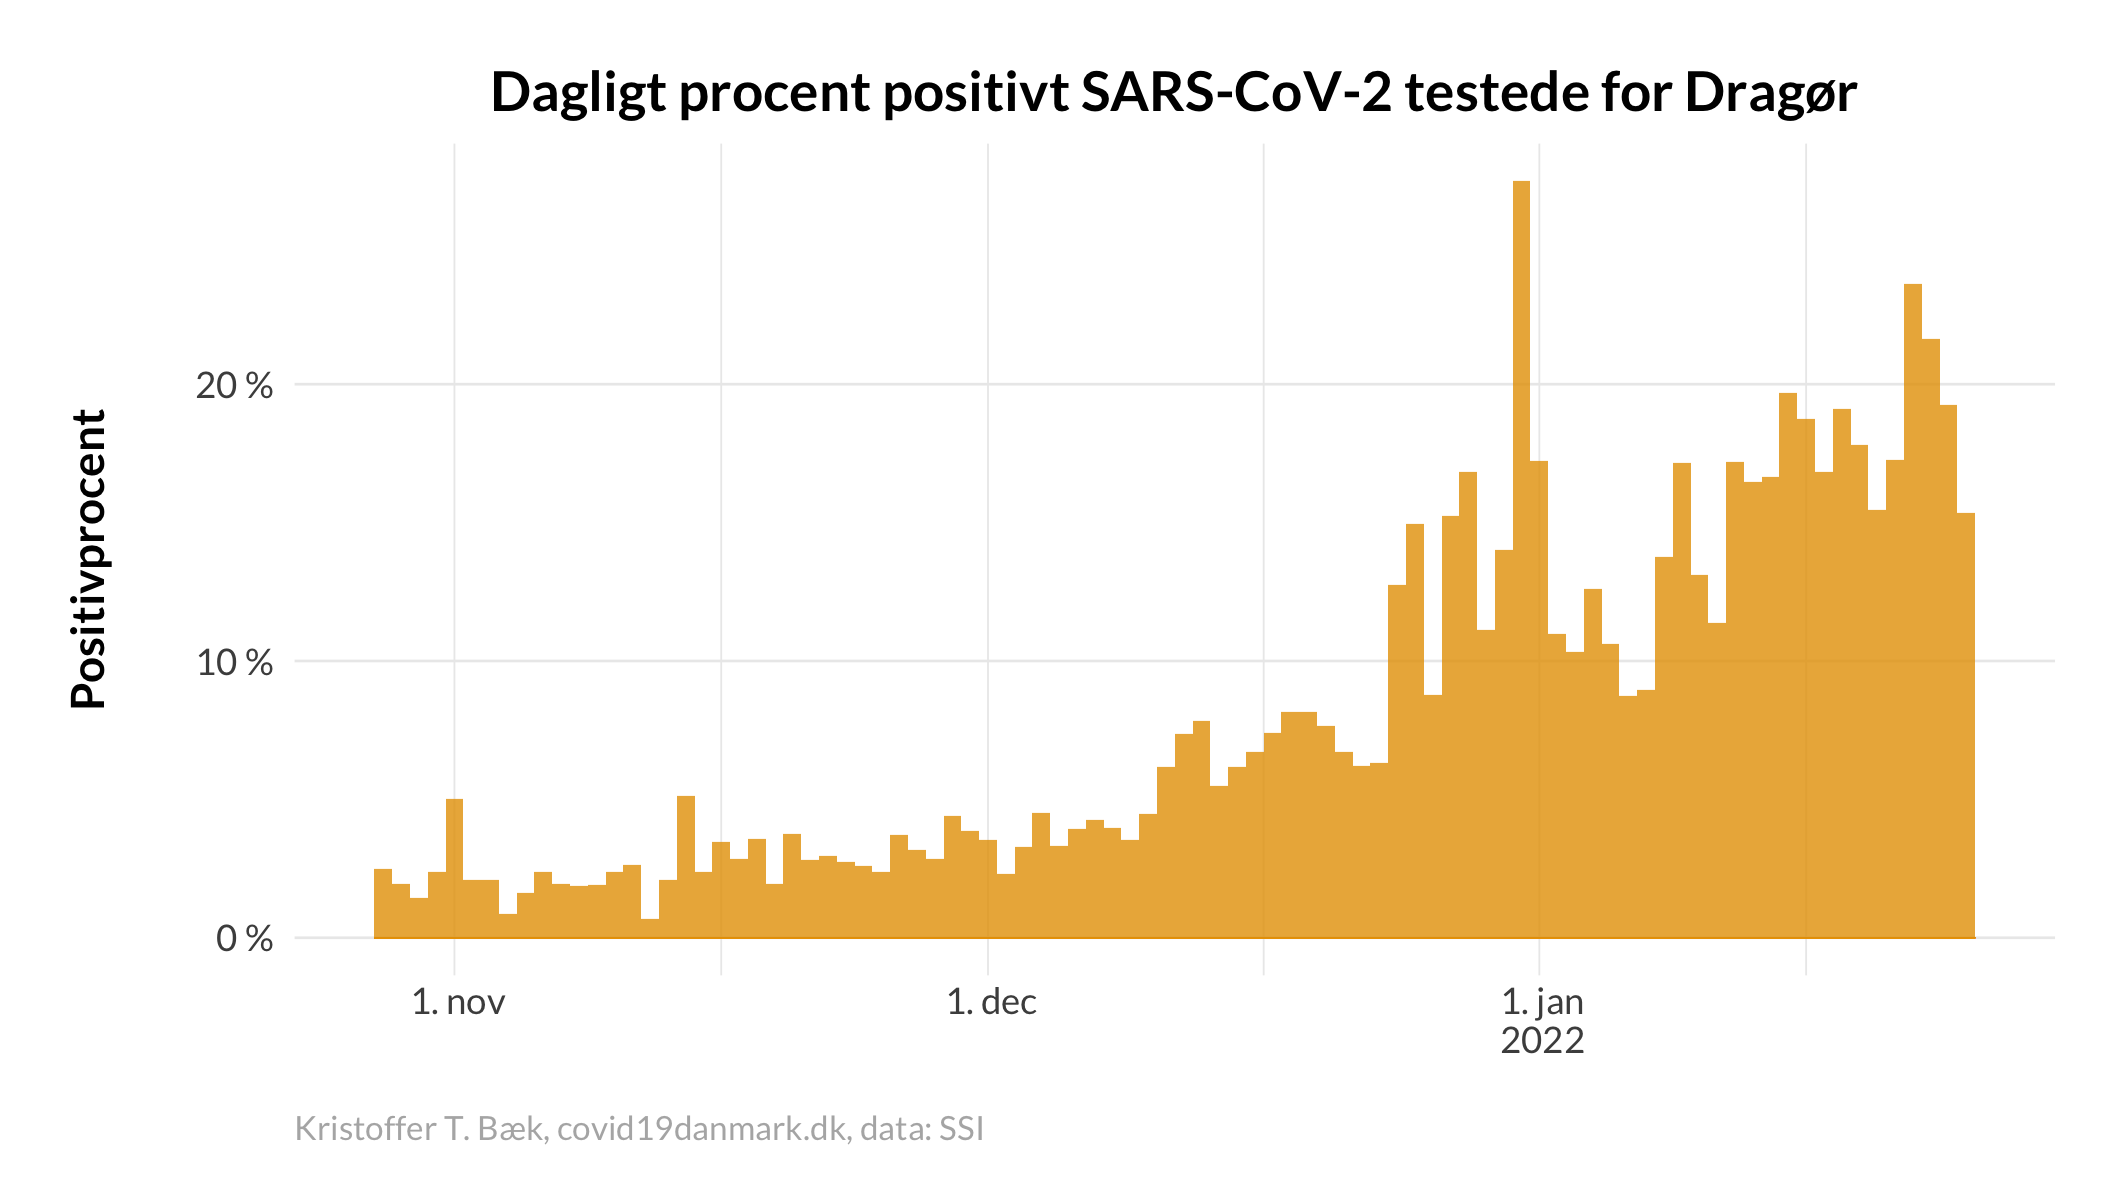 Dagligt procent positivt SARS-CoV-2 testede for Dragør
Positivprocent
20 %
10 %
0 %
1. nov
1. dec
1. jan
2022
Kristoffer T. Bæk, covid19danmark.dk, data: SSI